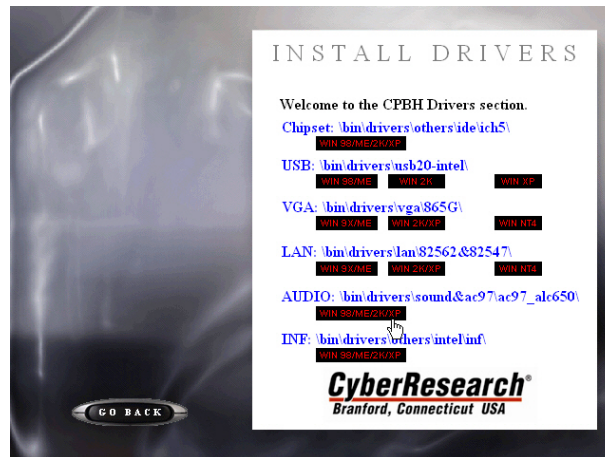 INSTALL DRIVERS
Welcome to the CPBH Drivers section.
Chipset: \bin\drivers\others\ide\ich5\
WIN 98/ME/2K/XP
USB: \bin\drivers\usb20-intel\
WIN 98/ME WIN 2K WIN XP
VGA: \bin\drivers\vga\865G\
WIN 9X/ME WIN 2K/XP WIN NT4
LAN: \bin\drivers\lan\82562&82547\
WIN 9X/ME WIN 2K/XP WIN NT4
AUDIO: \bin\drivers\sound&ac97\ac97_alc650\
WIN 98/ME/2K/XP
INF: \bin\drivers\others\intel\inf\
WIN 98/ME/2K/XP
CyberResearch®
Branford, Connecticut USA
GO BACK